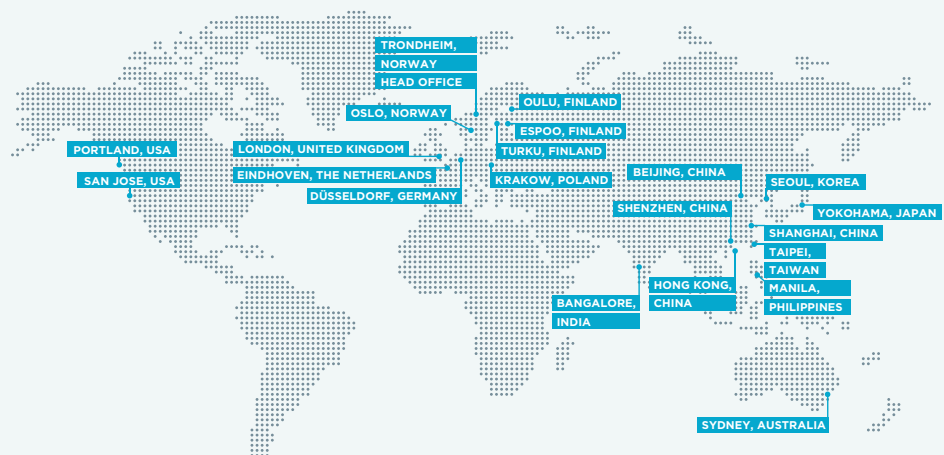 TRONDHEIM,
NORWAY
HEAD OFFICE
OULU, FINLAND
OSLO, NORWAY
ESPOO, FINLAND
PORTLAND, USA
LONDON, UNITED KINGDOM
TURKU, FINLAND
EINDHOVEN, THE NETHERLANDS
BEIJING, CHINA
SAN JOSE, USA
KRAKOW, POLAND
SEOUL, KOREA
DÜSSELDORF, GERMANY
SHENZHEN, CHINA
YOKOHAMA, JAPAN
SHANGHAI, CHINA
TAIPEI,
TAIWAN
HONG KONG,
CHINA
MANILA,
PHILIPPINES
BANGALORE,
INDIA
SYDNEY, AUSTRALIA